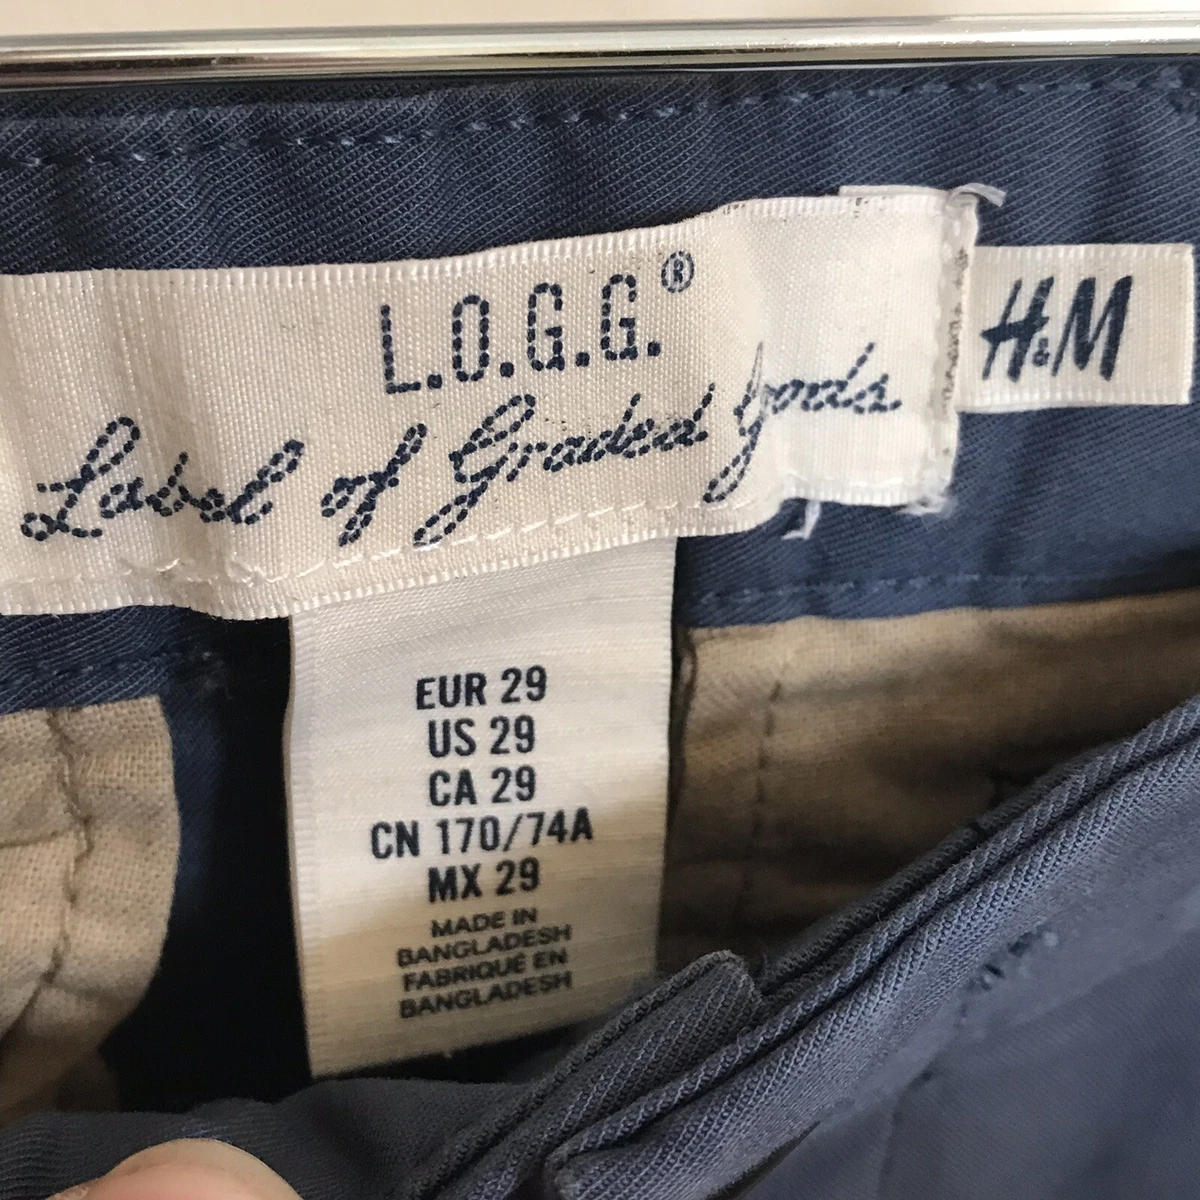 L.O.G.G.®
Label of Graded Goods
H&M
EUR 29
US 29
CA 29
CN 170/74A
MX 29
MADE IN
BANGLADESH
FABRIQUÉ EN
BANGLADESH